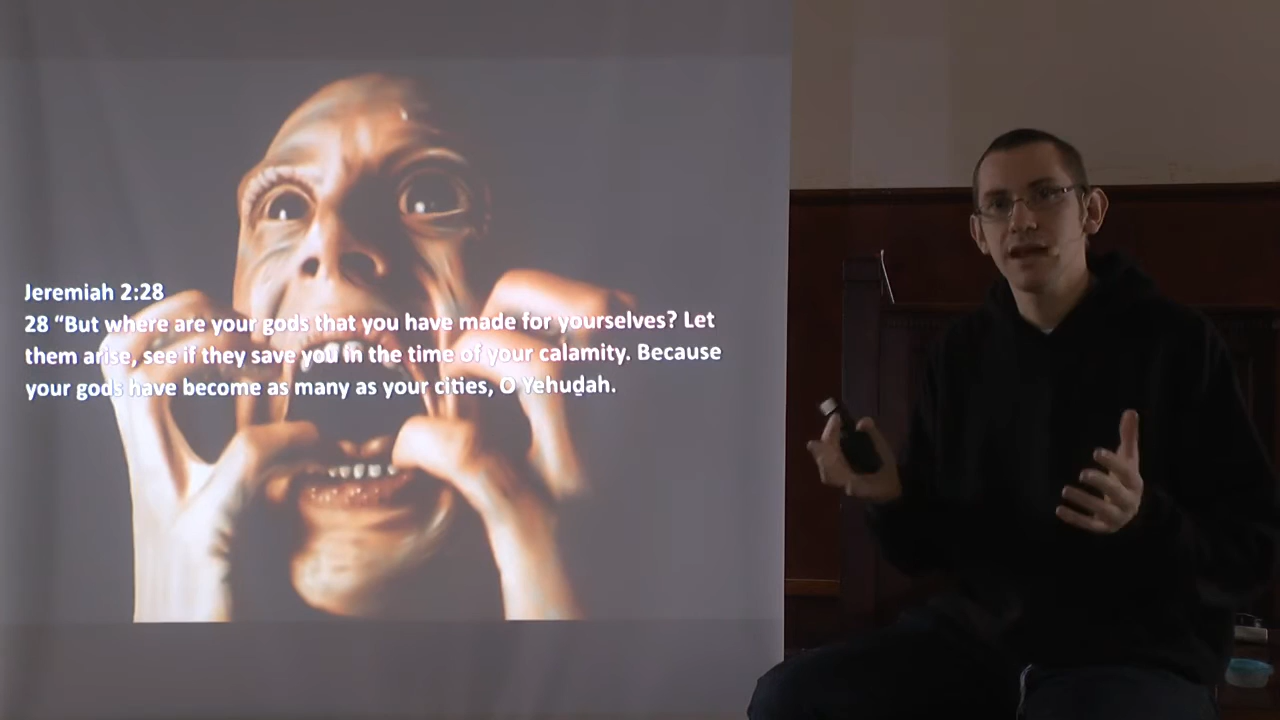 Jeremiah 2:28
28 “But where are your gods that you have made for yourselves? Let
them arise, see if they save you in the time of your calamity. Because
your gods have become as many as your cities, O Yehuḏah.